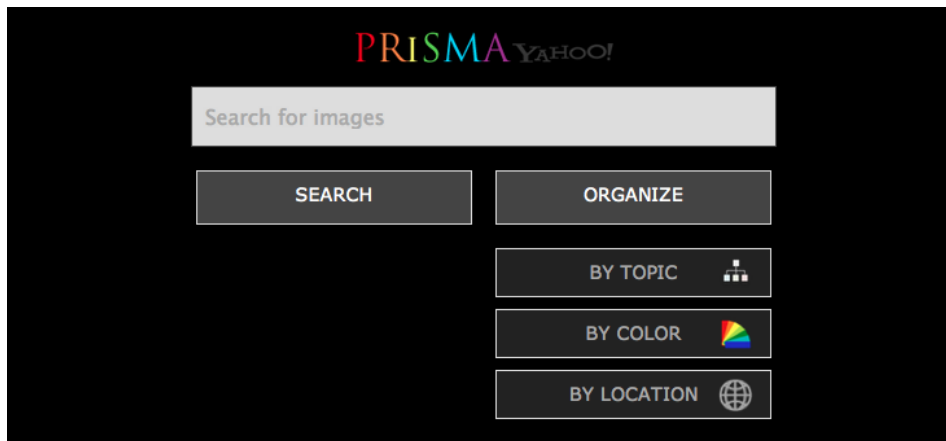 PRISMA YAHOO!
Search for images
SEARCH ORGANIZE
BY TOPIC
BY COLOR
BY LOCATION